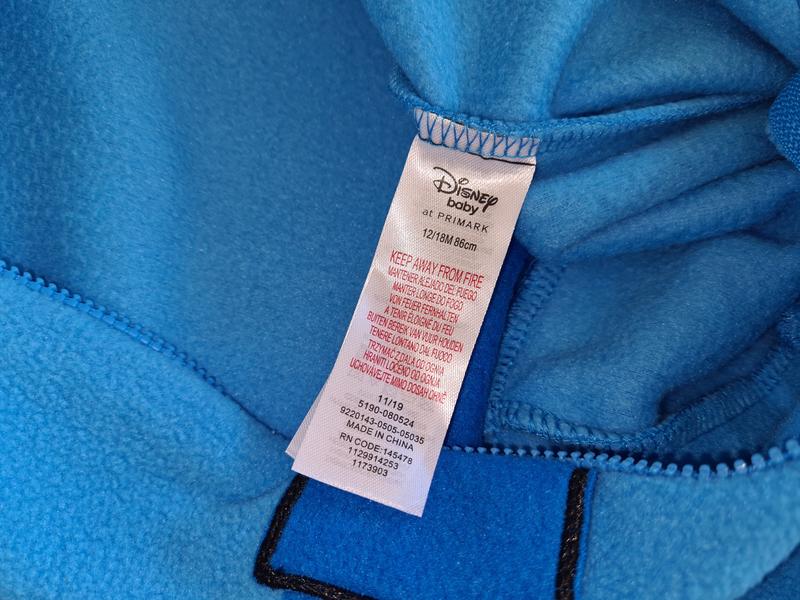 Disney
baby
at PRIMARK
12/18M 86cm
KEEP AWAY FROM FIRE
MANTENER ALEJADO DEL FUEGO
MANTER LONGE DO FOGO
VON FEUER FERNHALTEN
À TENIR ÉLOIGNÉ DU FEU
BUITEN BEREIK VAN VUUR HOUDEN
TENERE LONTANO DAL FUOCO
TRZYMAĆ Z DALA OD OGNIA
HRANITI LOČENO OD OGNJA
UCHOVÁVEJTE MIMO DOSAH OHNĚ
11/19
5190-080524
9220143-0505-05035
MADE IN CHINA
RN CODE:145478
1129914253
1173903